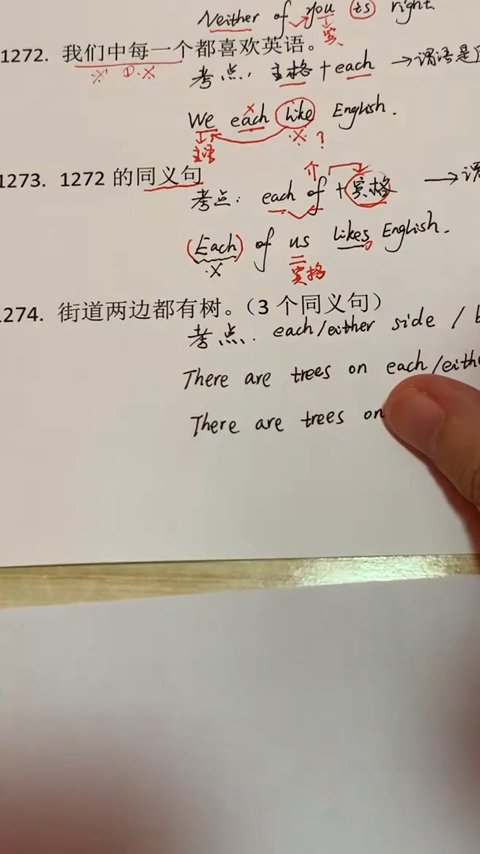 Neither of you is right.
宾
1272. 我们中每一个都喜欢英语。
考点: 主格 + each → 谓语是
We each like English.
主语 ?
1273. 1272 的同义句
介
考点: each of + 宾格 → 谓
(Each) of us likes English.
宾格
1274. 街道两边都有树。(3 个同义句)
考点: each/either side /
There are trees on each/eith
There are trees on